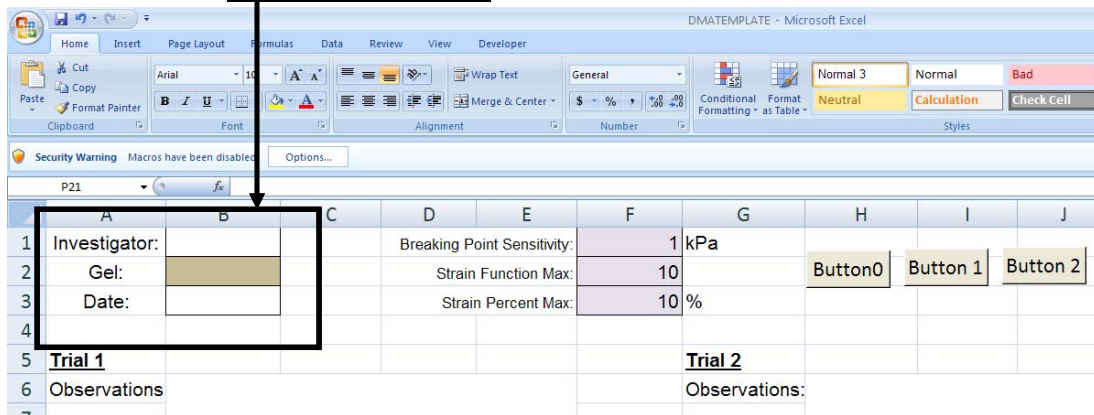 DMATEMPLATE - Microsoft Excel
Home Insert Page Layout Formulas Data Review View Developer
Cut
Copy
Format Painter
Paste
Clipboard
Arial 10
B I U
Font
Wrap Text
Merge & Center
Alignment
General
$ % ,
Number
Conditional Formatting
Format as Table
Normal 3 Normal Bad
Neutral Calculation Check Cell
Styles
Security Warning Macros have been disabled Options...
P21 fx
A B C D E F G H I J
1 Investigator: Breaking Point Sensitivity: 1 kPa
2 Gel: Strain Function Max: 10 Button0 Button 1 Button 2
3 Date: Strain Percent Max: 10 %
4
5 Trial 1 Trial 2
6 Observations Observations: